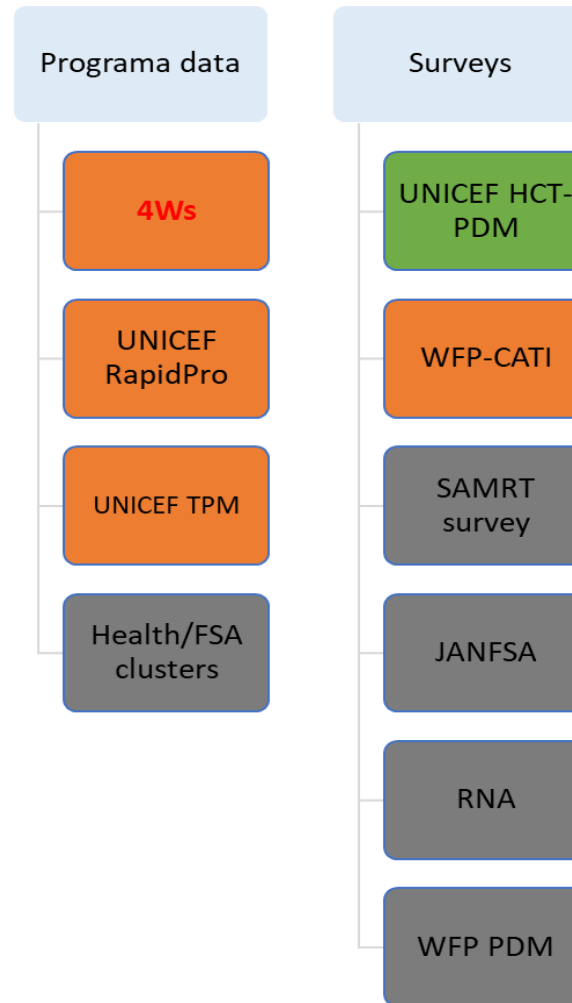 Programa data
4Ws
UNICEF
RapidPro
UNICEF TPM
Health/FSA
clusters
Surveys
UNICEF HCT-
PDM
WFP-CATI
SAMRT
survey
JANFSA
RNA
WFP PDM